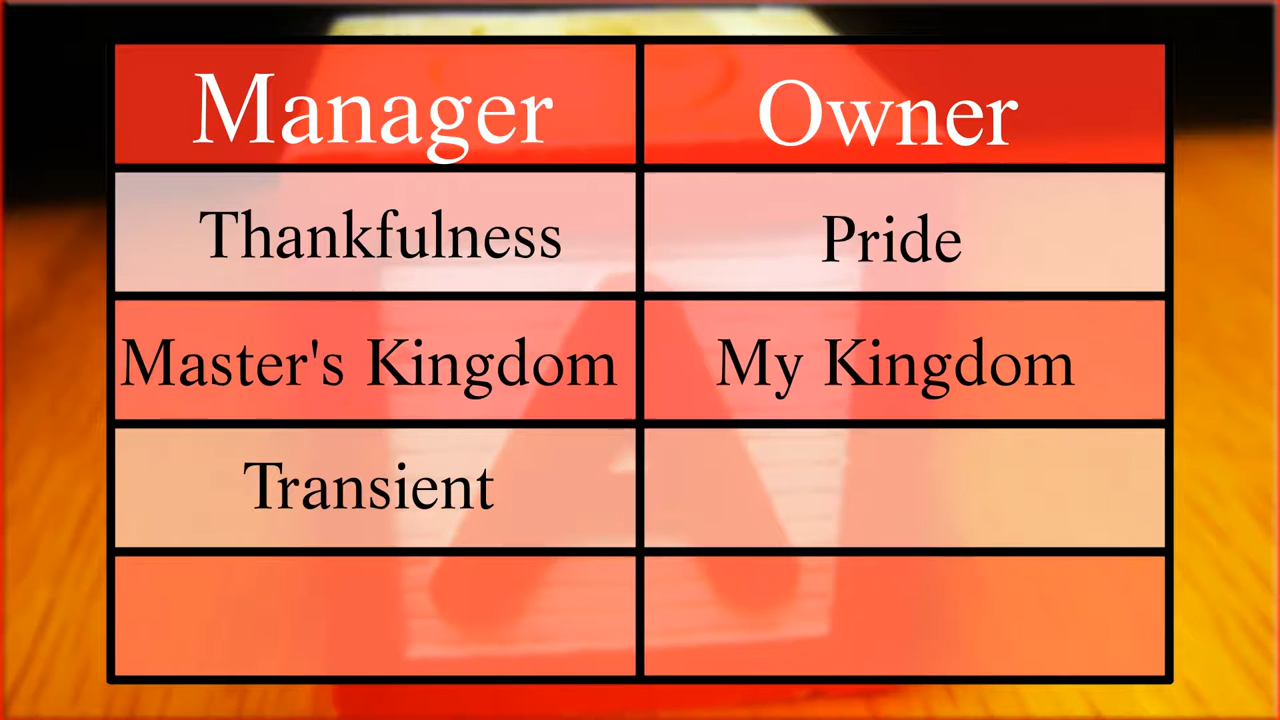 Manager Owner
Thankfulness Pride
Master's Kingdom My Kingdom
Transient
A